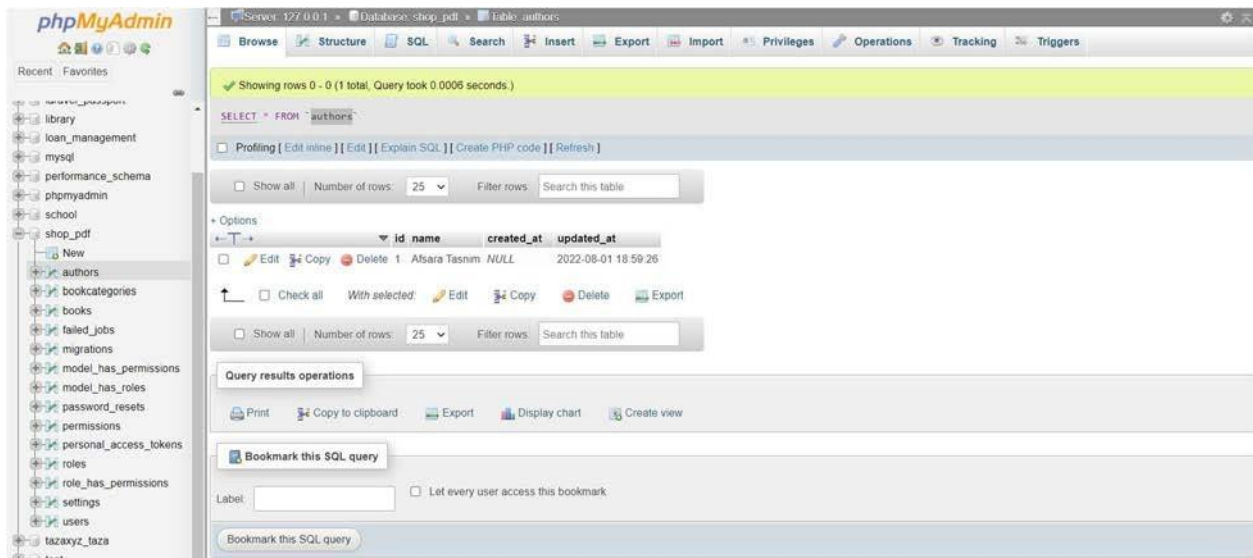 phpMyAdmin
Recent Favorites
library
loan_management
mysql
performance_schema
phpmyadmin
school
shop_pdf
New
authors
bookcategories
books
failed_jobs
migrations
model_has_permissions
model_has_roles
password_resets
permissions
personal_access_tokens
roles
role_has_permissions
settings
users
tazaxyz_taza
Server: 127.0.0.1 » Database: shop_pdf » Table: authors
Browse Structure SQL Search Insert Export Import Privileges Operations Tracking Triggers
Showing rows 0 - 0 (1 total, Query took 0.0006 seconds.)
SELECT * FROM `authors`
Profiling [ Edit inline ] [ Edit ] [ Explain SQL ] [ Create PHP code ] [ Refresh ]
Show all | Number of rows: 25 Filter rows: Search this table
+ Options
←T→ ▼ id name created_at updated_at
Edit Copy Delete 1 Afsara Tasnim NULL 2022-08-01 18:59:26
Check all With selected: Edit Copy Delete Export
Show all | Number of rows: 25 Filter rows: Search this table
Query results operations
Print Copy to clipboard Export Display chart Create view
Bookmark this SQL query
Label: Let every user access this bookmark
Bookmark this SQL query